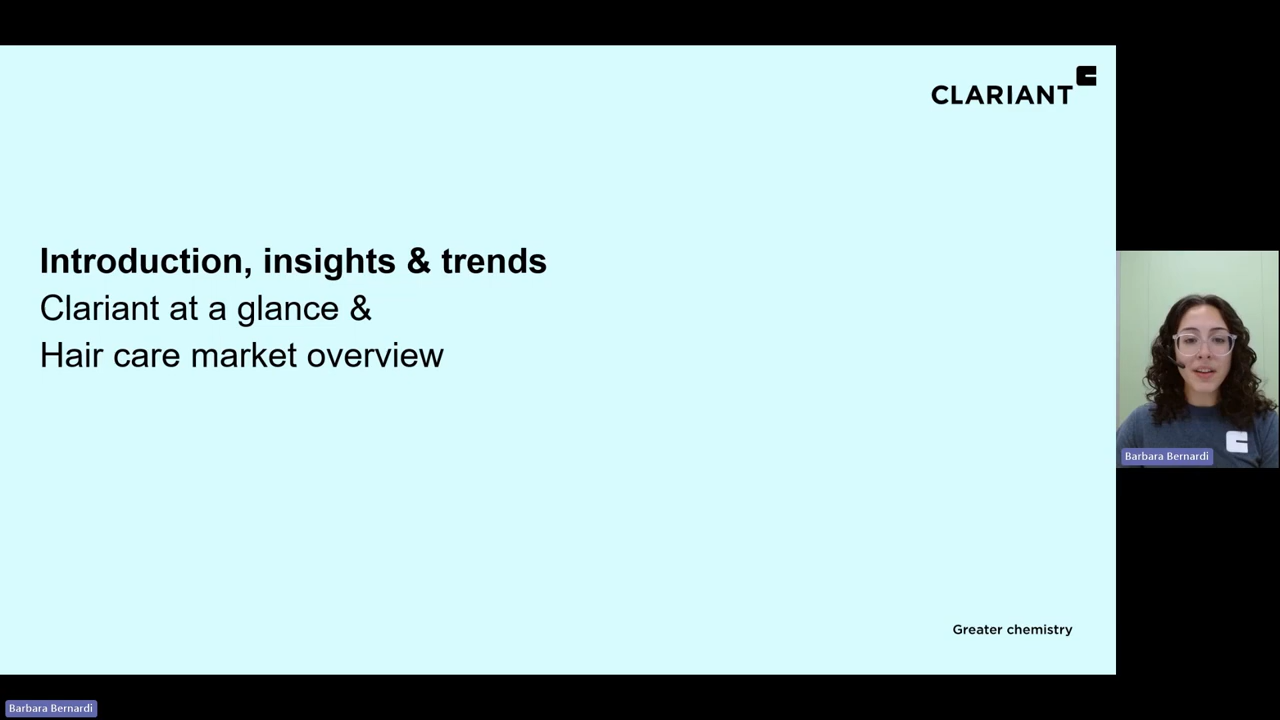 CLARIANT
Introduction, insights & trends
Clariant at a glance &
Hair care market overview
Barbara Bernardi
Greater chemistry
Barbara Bernardi